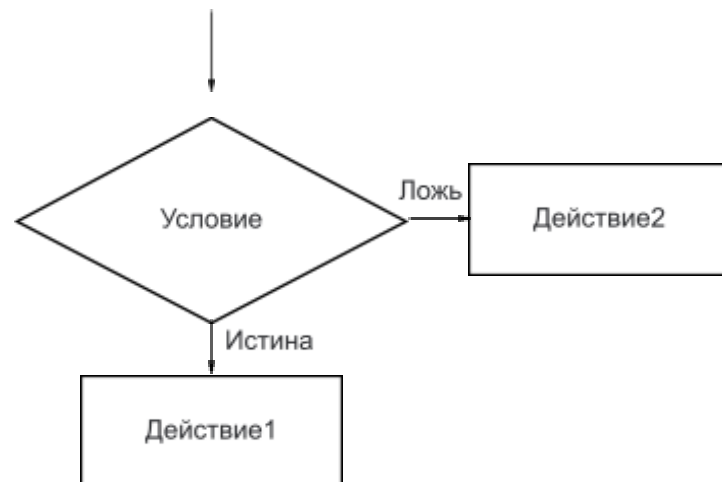 Ложь
Условие
Действие2
Истина
Действие1